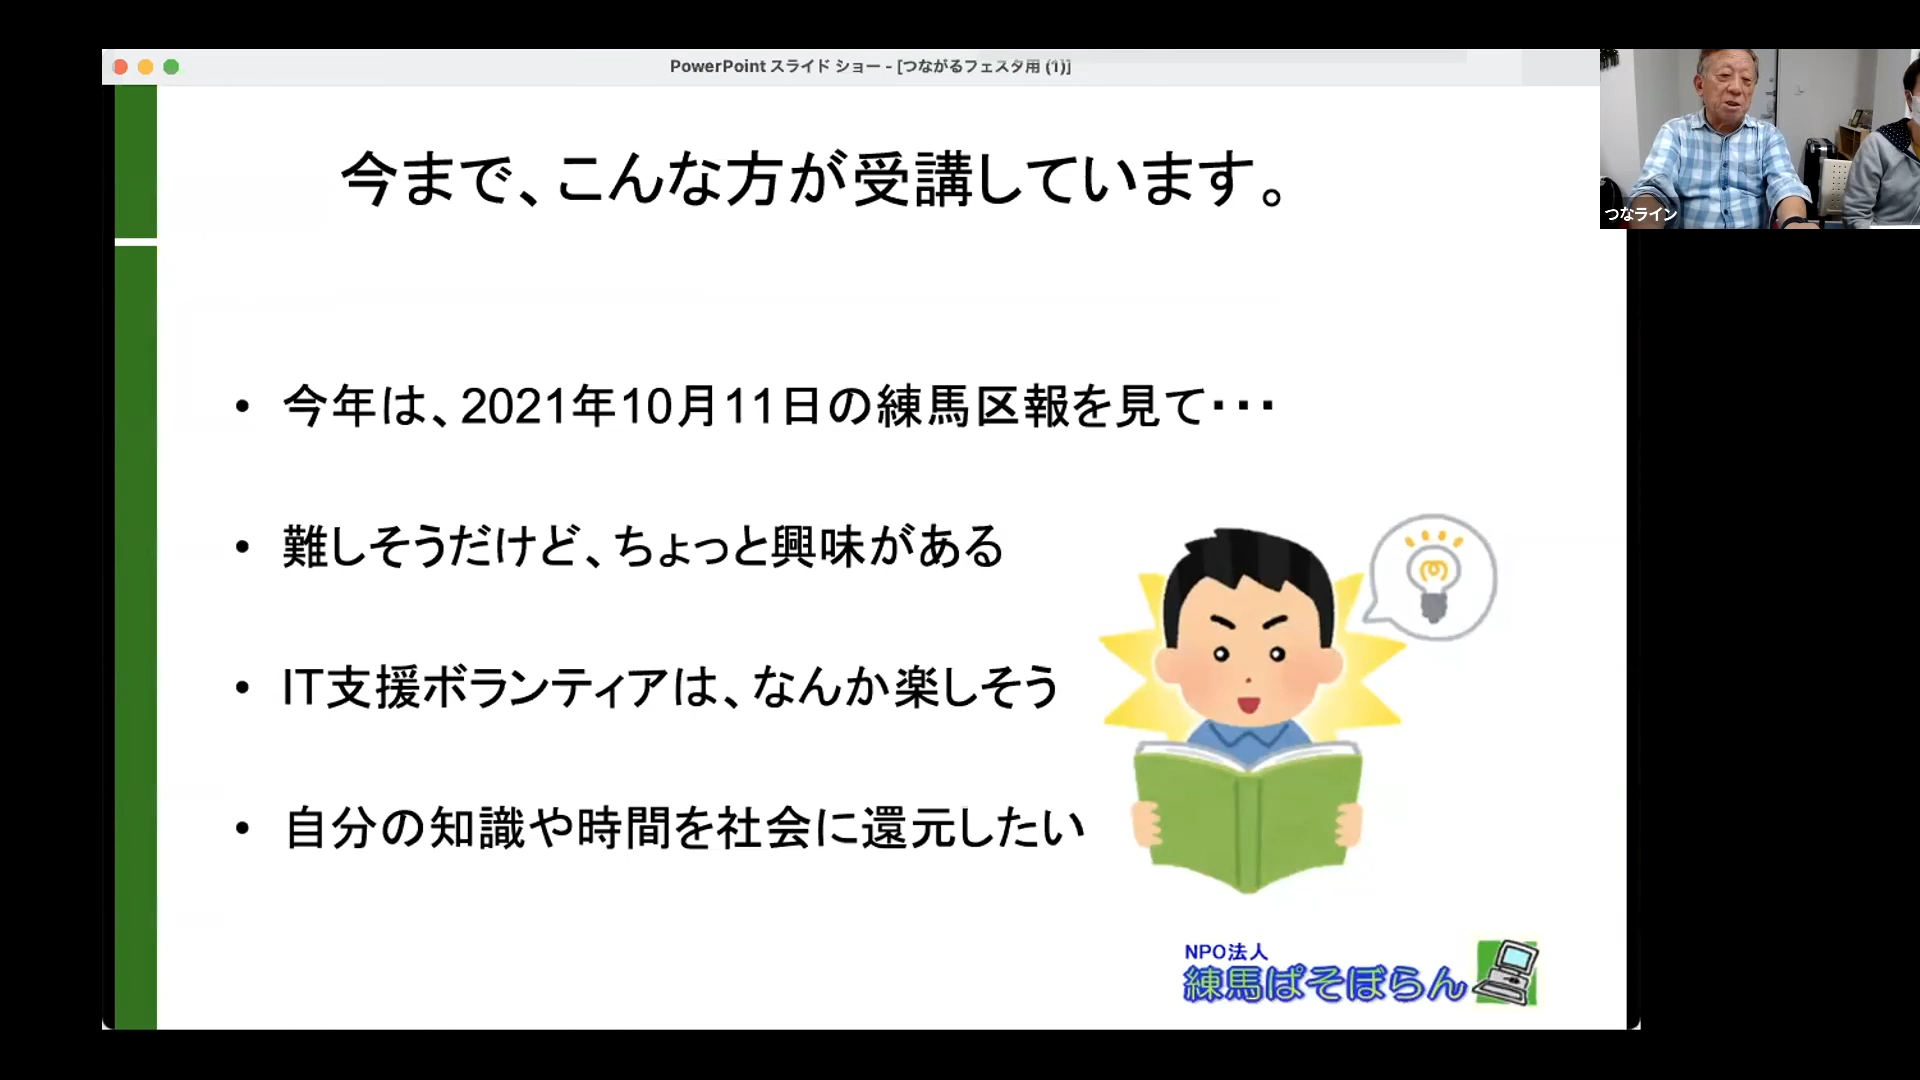 PowerPoint スライド ショー - [つながるフェスタ用 (1)]
つなライン
今まで、こんな方が受講しています。
• 今年は、2021年10月11日の練馬区報を見て・・・
• 難しそうだけど、ちょっと興味がある
• IT支援ボランティアは、なんか楽しそう
• 自分の知識や時間を社会に還元したい
NPO法人
練馬ぱそぼらん